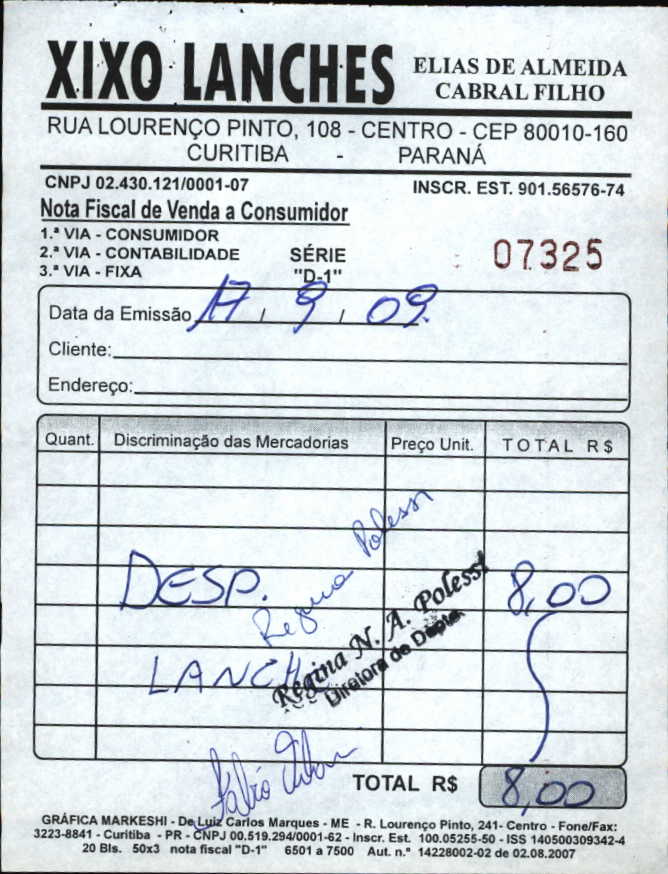 XIXO LANCHES ELIAS DE ALMEIDA
CABRAL FILHO
RUA LOURENÇO PINTO, 108 - CENTRO - CEP 80010-160
CURITIBA - PARANÁ
CNPJ 02.430.121/0001-07 INSCR. EST. 901.56576-74
Nota Fiscal de Venda a Consumidor
1.ª VIA - CONSUMIDOR
2.ª VIA - CONTABILIDADE SÉRIE 07325
3.ª VIA - FIXA "D-1"
Data da Emissão 17 / 9 / 09
Cliente:
Endereço:
Quant. Discriminação das Mercadorias Preço Unit. TOTAL R$
Regina Polessi
DESP. 8,00
LANCH
Regina N. A. Polessi
Diretora de Depto.
Fabio
TOTAL R$ 8,00
GRÁFICA MARKESHI - De Luiz Carlos Marques - ME - R. Lourenço Pinto, 241- Centro - Fone/Fax:
3223-8841 - Curitiba - PR - CNPJ 00.519.294/0001-62 - Inscr. Est. 100.05255-50 - ISS 140500309342-4
20 Bls. 50x3 nota fiscal "D-1" 6501 a 7500 Aut. n.º 14228002-02 de 02.08.2007